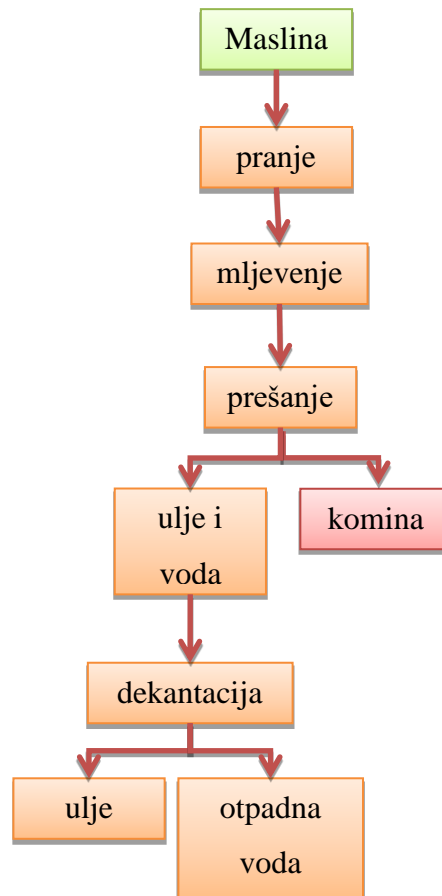 Maslina
pranje
mljevenje
prešanje
ulje i
voda
komina
dekantacija
ulje
otpadna
voda